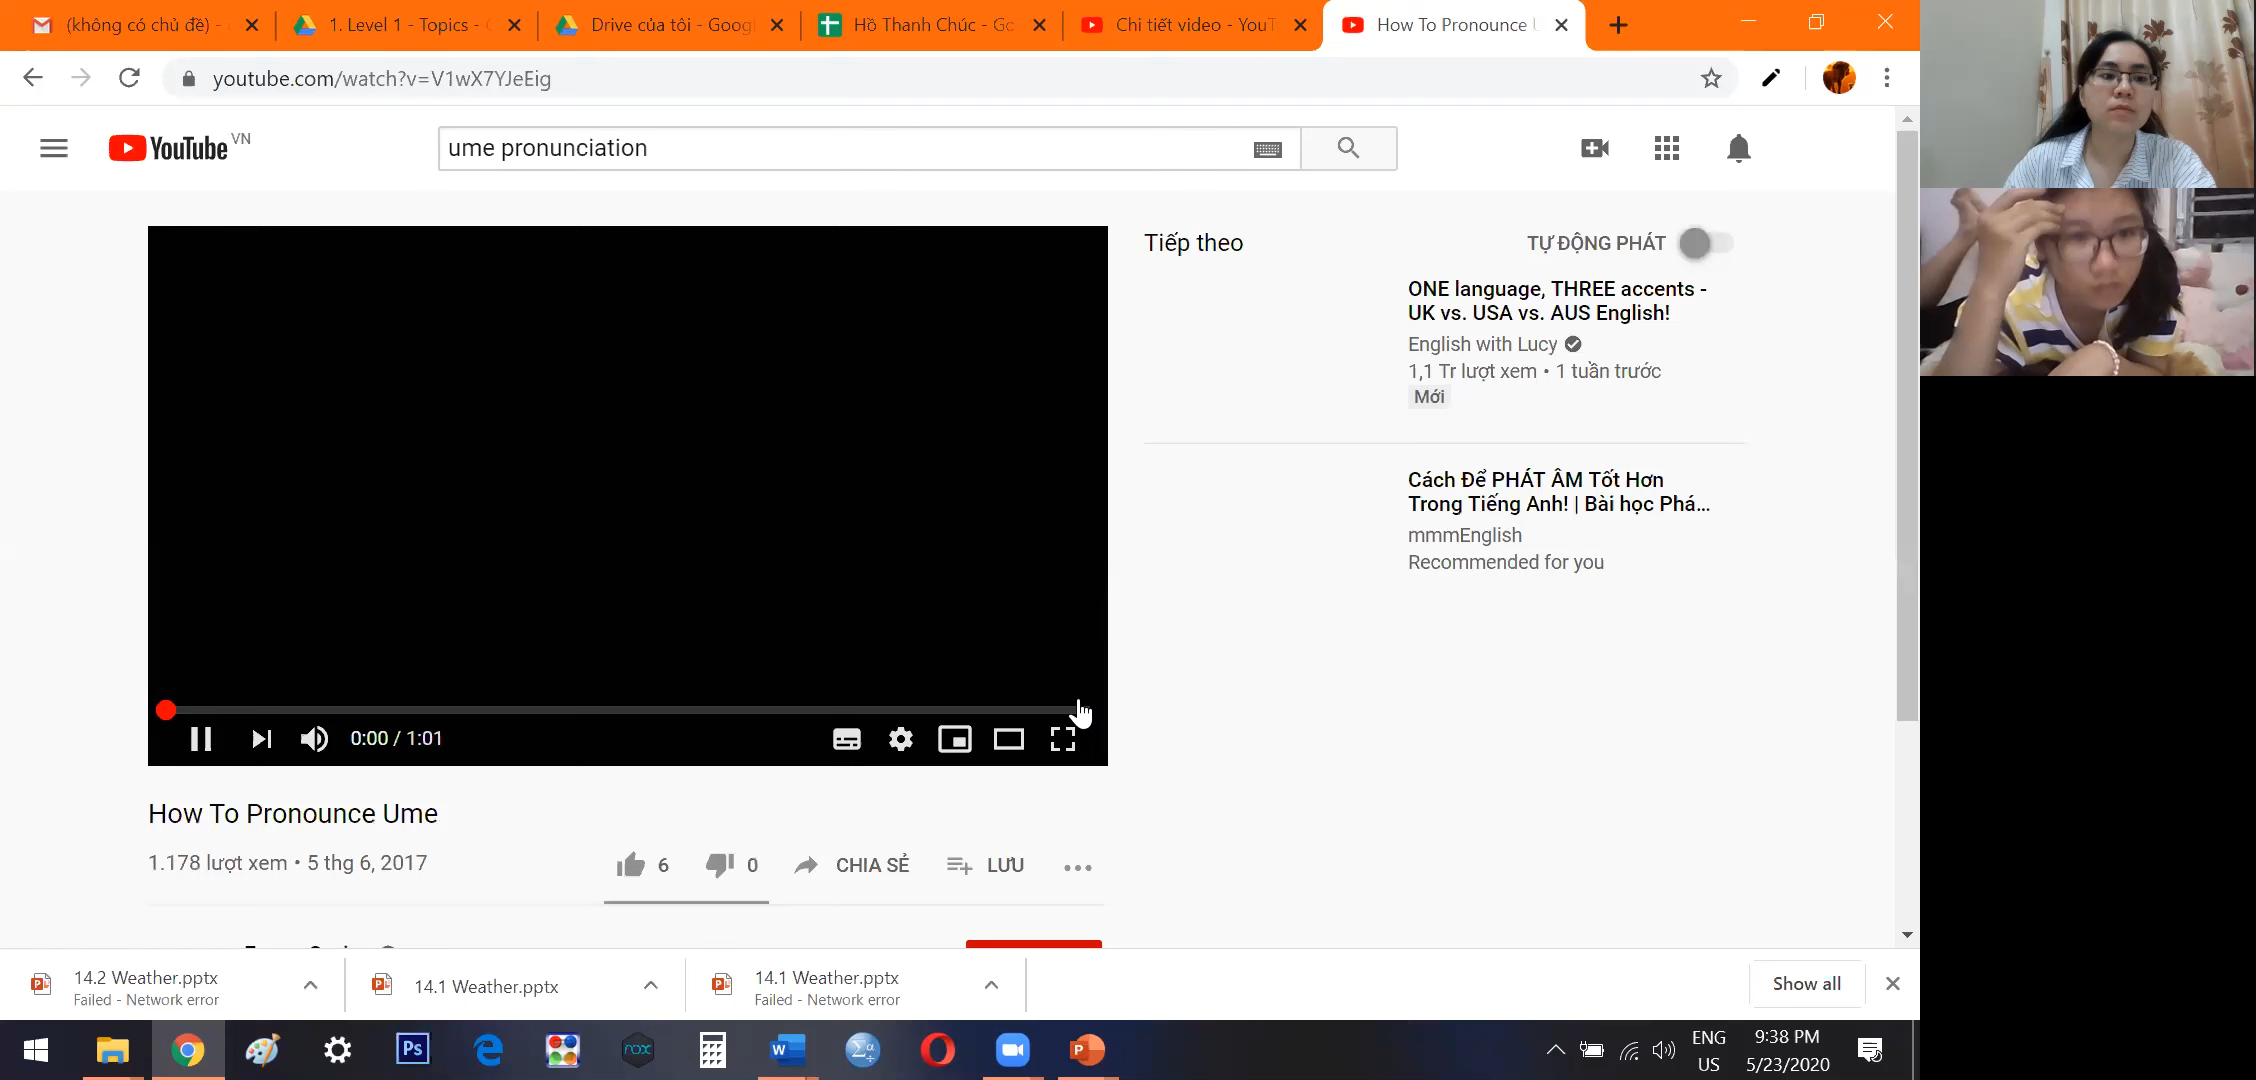 (không có chủ đề) -
1. Level 1 - Topics -
Drive của tôi - Goog
Hồ Thanh Chúc - Go
Chi tiết video - YouT
How To Pronounce U
youtube.com/watch?v=V1wX7YJeEig
YouTube VN
ume pronunciation
Tiếp theo
TỰ ĐỘNG PHÁT
ONE language, THREE accents -
UK vs. USA vs. AUS English!
English with Lucy
1,1 Tr lượt xem • 1 tuần trước
Mới
Cách Để PHÁT ÂM Tốt Hơn
Trong Tiếng Anh! | Bài học Phá...
mmmEnglish
Recommended for you
0:00 / 1:01
How To Pronounce Ume
1.178 lượt xem • 5 thg 6, 2017
6
0
CHIA SẺ
LƯU
14.2 Weather.pptx
Failed - Network error
14.1 Weather.pptx
14.1 Weather.pptx
Failed - Network error
Show all
Ps
nox
ENG
US
9:38 PM
5/23/2020